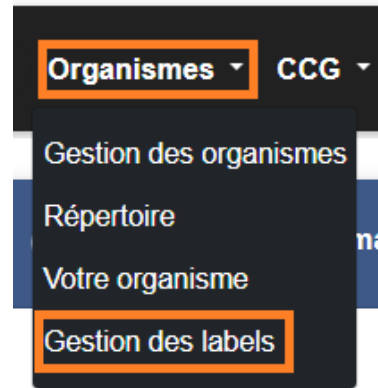 Organismes CCG
Gestion des organismes
Répertoire
Votre organisme
Gestion des labels